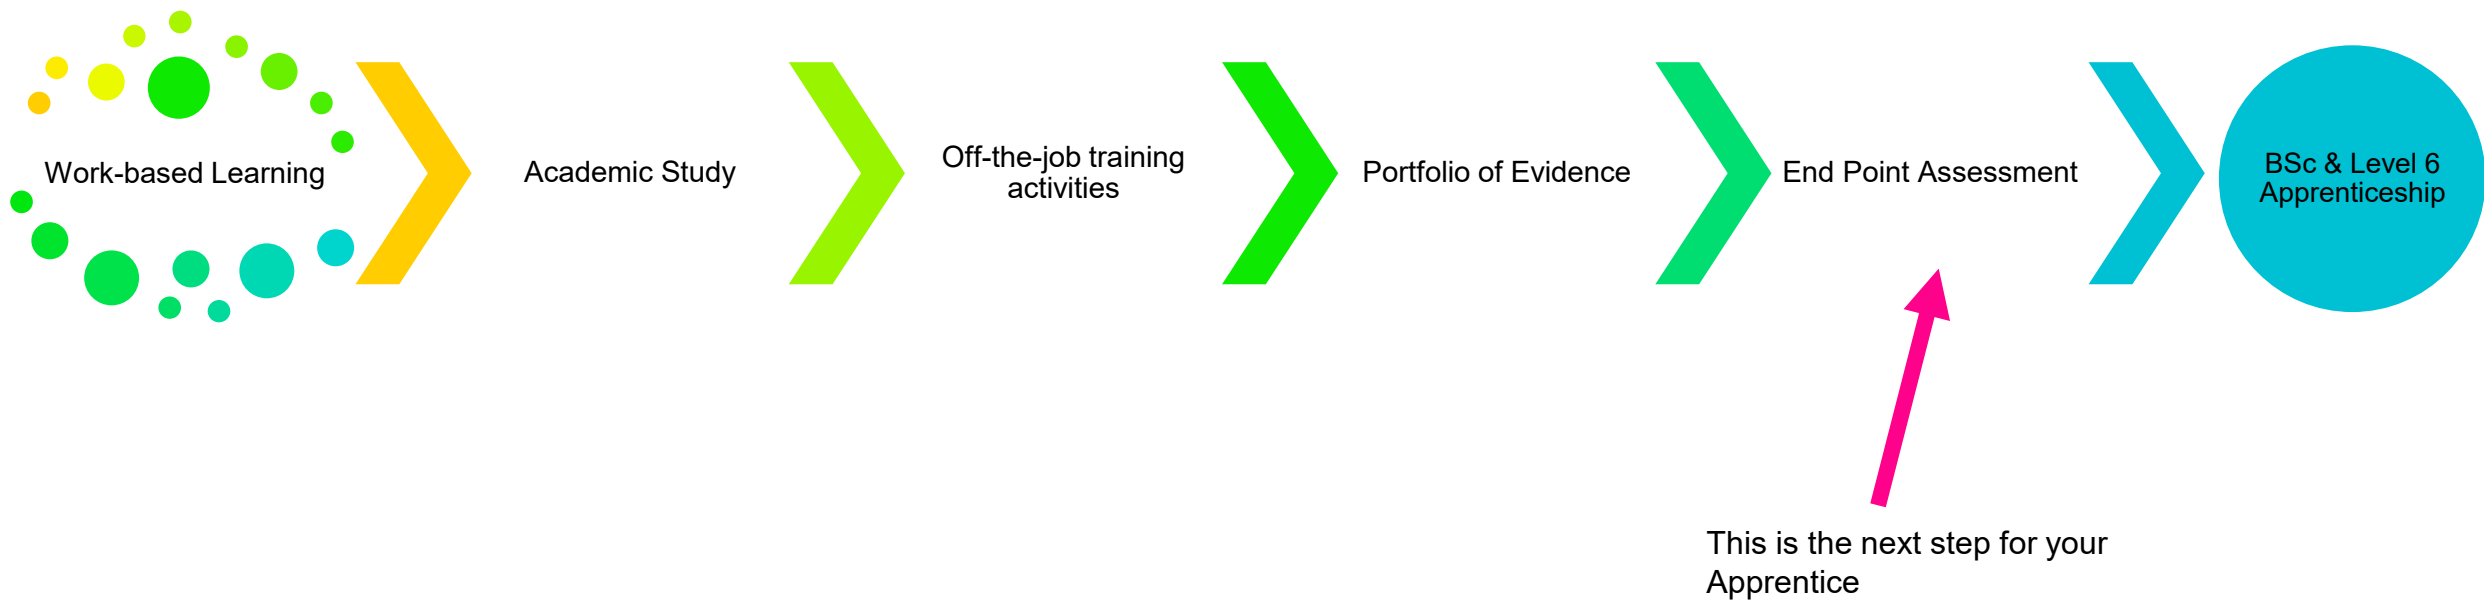 Work-based Learning
Academic Study
Off-the-job training
activities
Portfolio of Evidence
End Point Assessment
BSc & Level 6
Apprenticeship
This is the next step for your
Apprentice